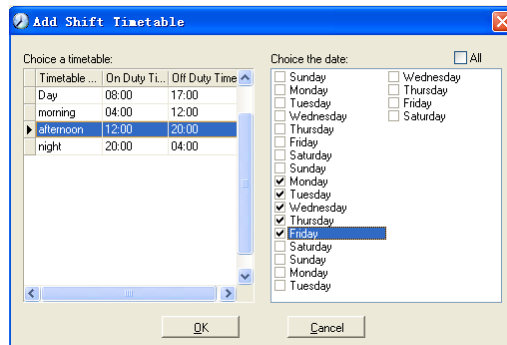 Add Shift Timetable
Choice a timetable:
Timetable ... On Duty Ti... Off Duty Time
Day 08:00 17:00
morning 04:00 12:00
afternoon 12:00 20:00
night 20:00 04:00
Choice the date:
All
Sunday
Monday
Tuesday
Wednesday
Thursday
Friday
Saturday
Sunday
Monday
Tuesday
Wednesday
Thursday
Friday
Saturday
Sunday
Monday
Tuesday
Wednesday
Thursday
Friday
Saturday
OK
Cancel